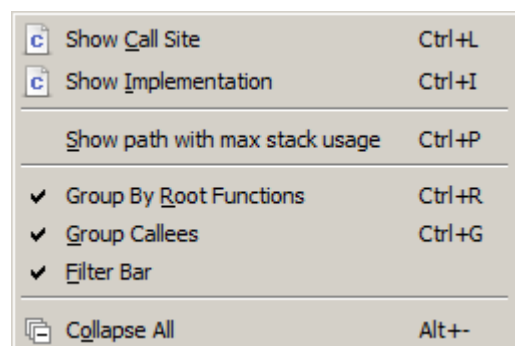 Show Call Site Ctrl+L
Show Implementation Ctrl+I
Show path with max stack usage Ctrl+P
Group By Root Functions Ctrl+R
Group Callees Ctrl+G
Filter Bar
Collapse All Alt+-